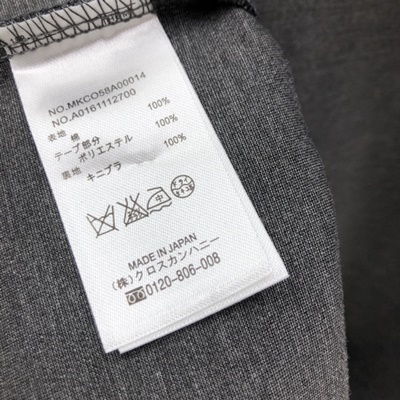 NO.MKCO58A00014
NO.A0161112700
表地 綿 100%
テープ部分
ポリエステル 100%
表地 キュプラ 100%
MADE IN JAPAN
(株)クロスカンパニー
0120-806-008